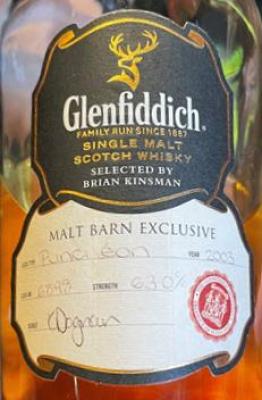 Glenfiddich
FAMILY RUN SINCE 1887
SINGLE MALT
SCOTCH WHISKY
SELECTED BY
BRIAN KINSMAN
MALT BARN EXCLUSIVE
YEAR 2003
STRENGTH 63.0%